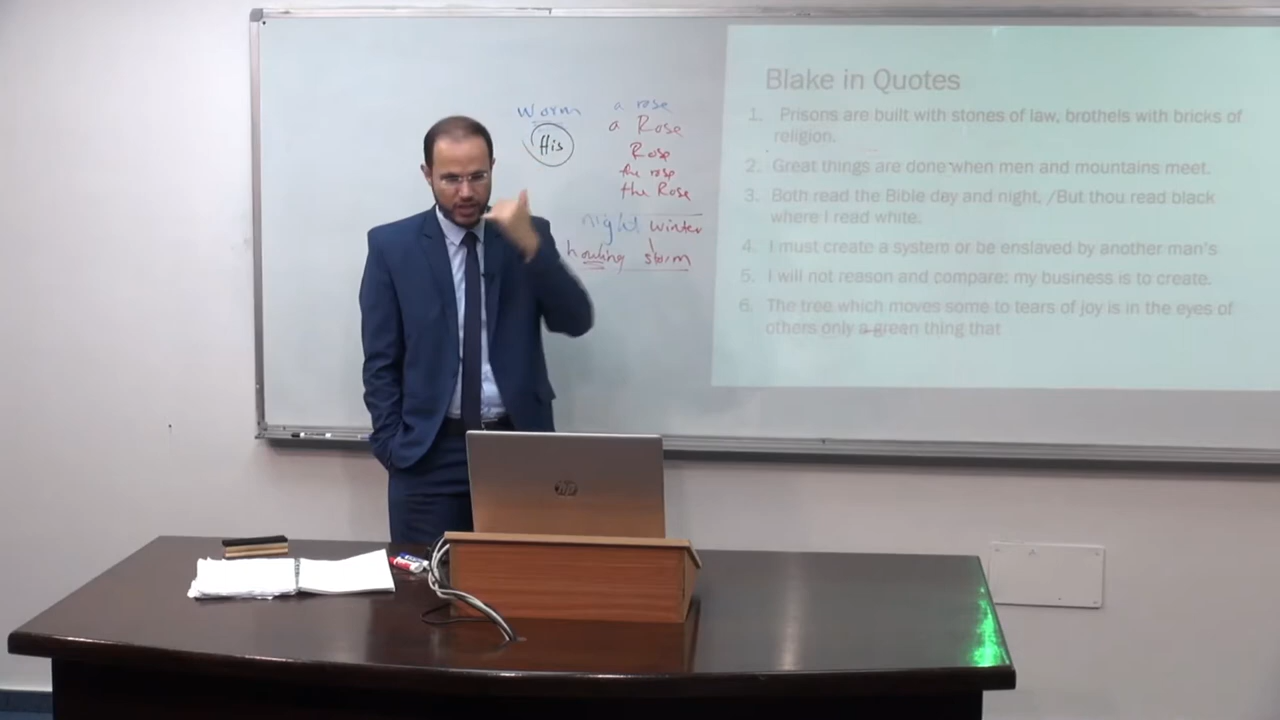 worm a rose
His a Rose
Rose
the rose
the Rose
night winter
howling storm
Blake in Quotes
1. Prisons are built with stones of law, brothels with bricks of
religion.
2. Great things are done when men and mountains meet.
3. Both read the Bible day and night, /But thou read black
where I read white.
4. I must create a system or be enslaved by another man's
5. I will not reason and compare: my business is to create.
6. The tree which moves some to tears of joy is in the eyes of
others only a green thing that
hp